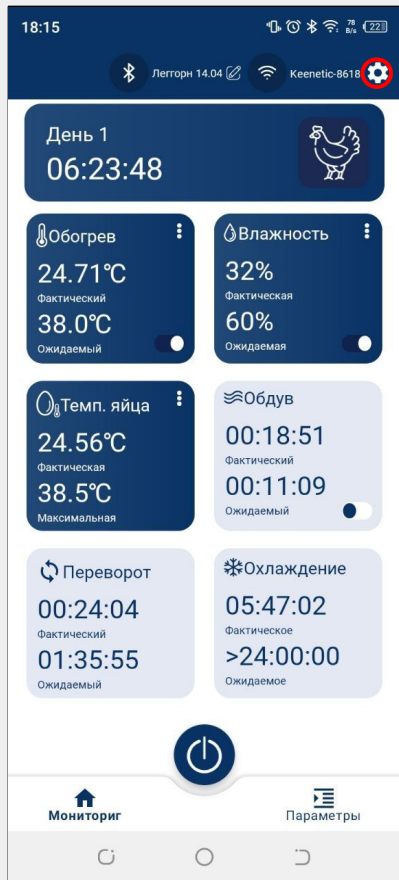 18:15
78 B/s 22
Леггорн 14.04 Keenetic-8618
День 1
06:23:48
Обогрев
24.71°C
Фактический
38.0°C
Ожидаемый
Влажность
32%
Фактическая
60%
Ожидаемая
Темп. яйца
24.56°C
Фактическая
38.5°C
Максимальная
Обдув
00:18:51
Фактический
00:11:09
Ожидаемый
Переворот
00:24:04
Фактический
01:35:55
Ожидаемый
Охлаждение
05:47:02
Фактическое
>24:00:00
Ожидаемое
Мониториг
Параметры